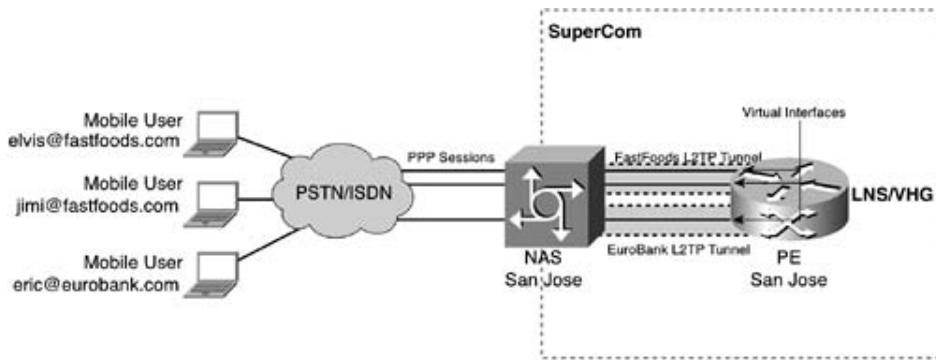 SuperCom
Mobile User
elvis@fastfoods.com
Mobile User
jimi@fastfoods.com
Mobile User
eric@eurobank.com
PSTN/ISDN
PPP Sessions
NAS
San Jose
FastFoods L2TP Tunnel
EuroBank L2TP Tunnel
Virtual Interfaces
LNS/VHG
PE
San Jose